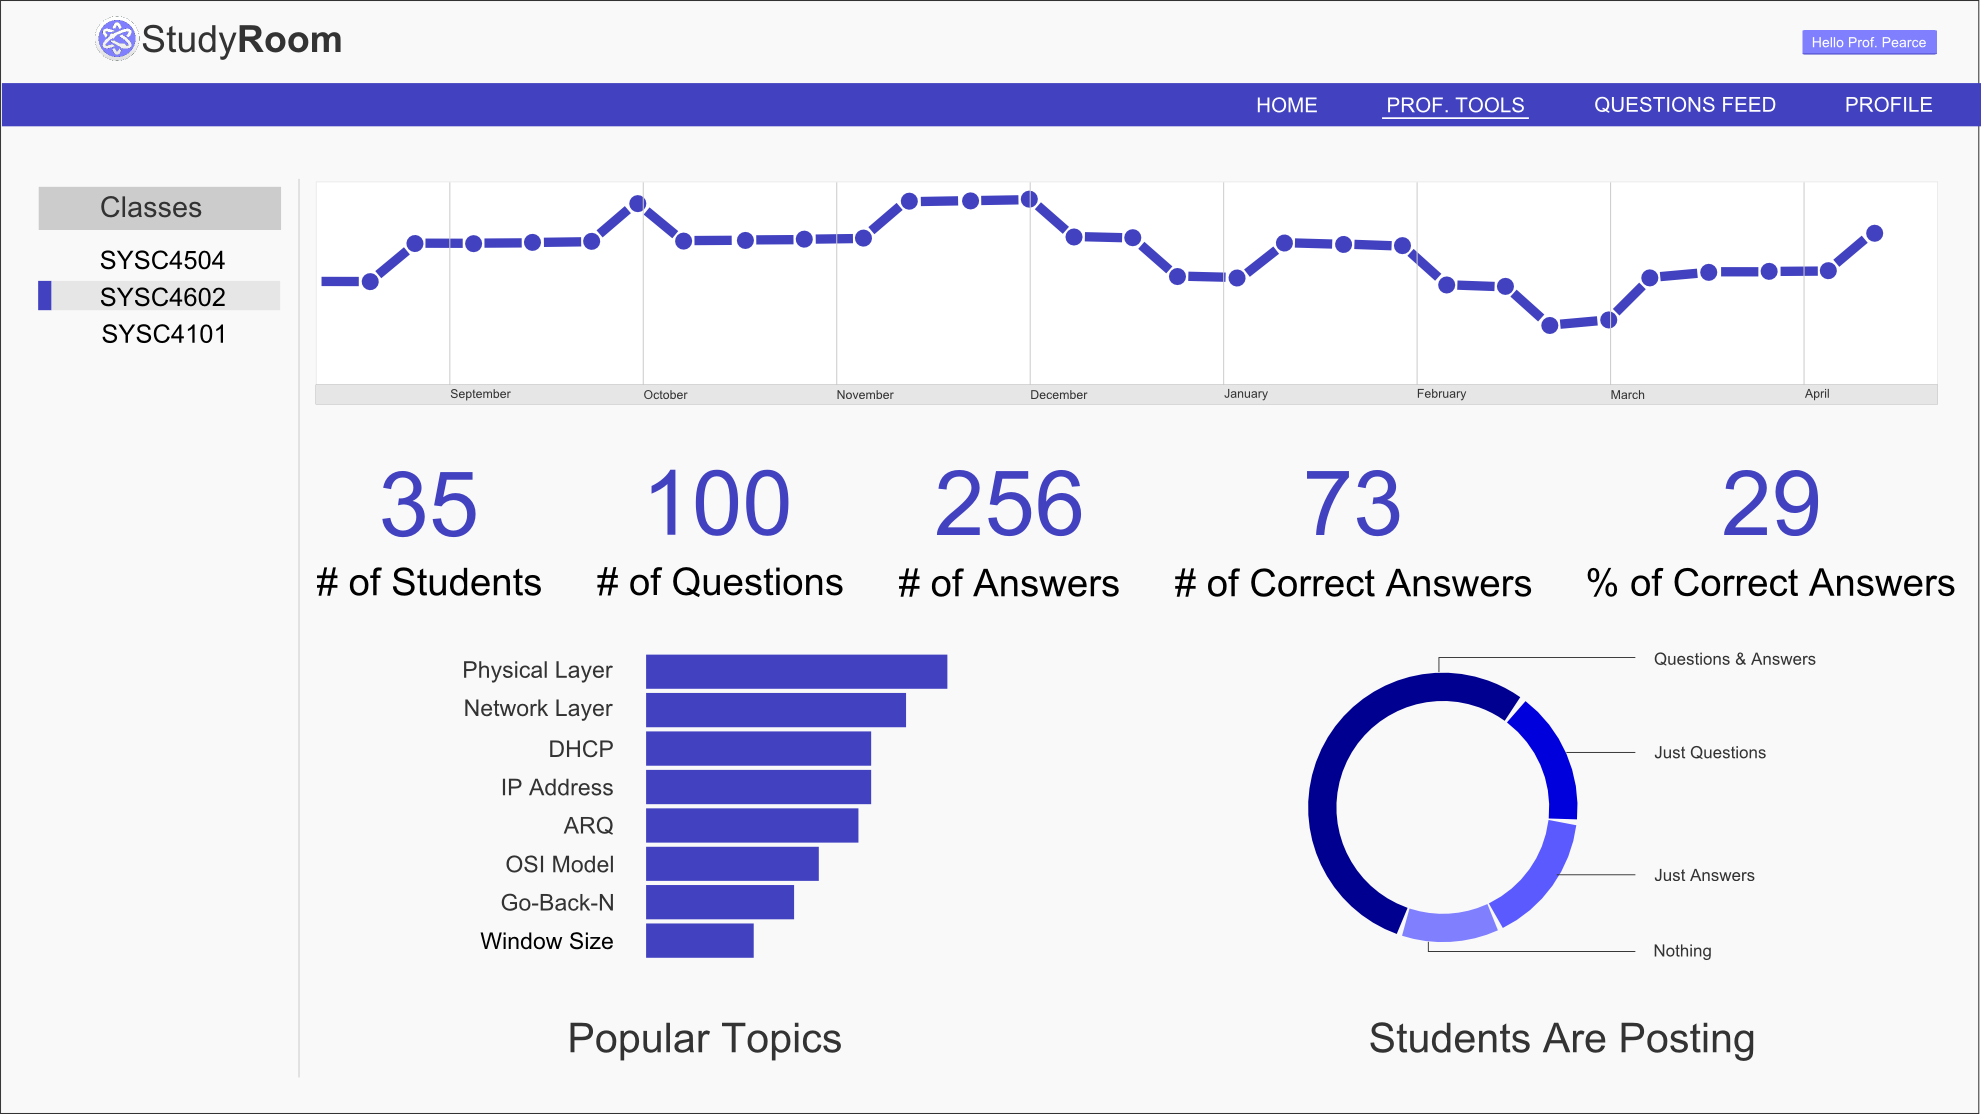 StudyRoom
Hello Prof. Pearce
HOME PROF. TOOLS QUESTIONS FEED PROFILE
Classes
SYSC4504
SYSC4602
SYSC4101
September October November December January February March April
35 100 256 73 29
# of Students # of Questions # of Answers # of Correct Answers % of Correct Answers
Physical Layer
Network Layer
DHCP
IP Address
ARQ
OSI Model
Go-Back-N
Window Size
Popular Topics
Questions & Answers
Just Questions
Just Answers
Nothing
Students Are Posting